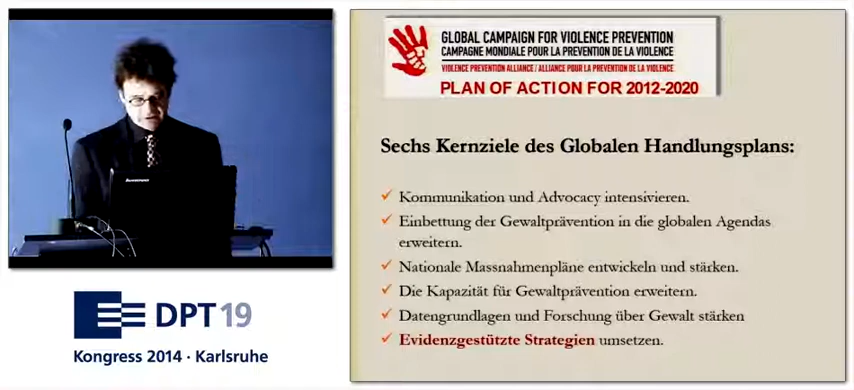 GLOBAL CAMPAIGN FOR VIOLENCE PREVENTION
CAMPAGNE MONDIALE POUR LA PREVENTION DE LA VIOLENCE
VIOLENCE PREVENTION ALLIANCE / ALLIANCE POUR LA PREVENTION DE LA VIOLENCE
PLAN OF ACTION FOR 2012-2020
Sechs Kernziele des Globalen Handlungsplans:
Kommunikation und Advocacy intensivieren.
Einbettung der Gewaltprävention in die globalen Agendas
erweitern.
Nationale Massnahmenpläne entwickeln und stärken.
Die Kapazität für Gewaltprävention erweitern.
Datengrundlagen und Forschung über Gewalt stärken
Evidenzgestützte Strategien umsetzen.
lenovo
DPT 19
Kongress 2014 · Karlsruhe